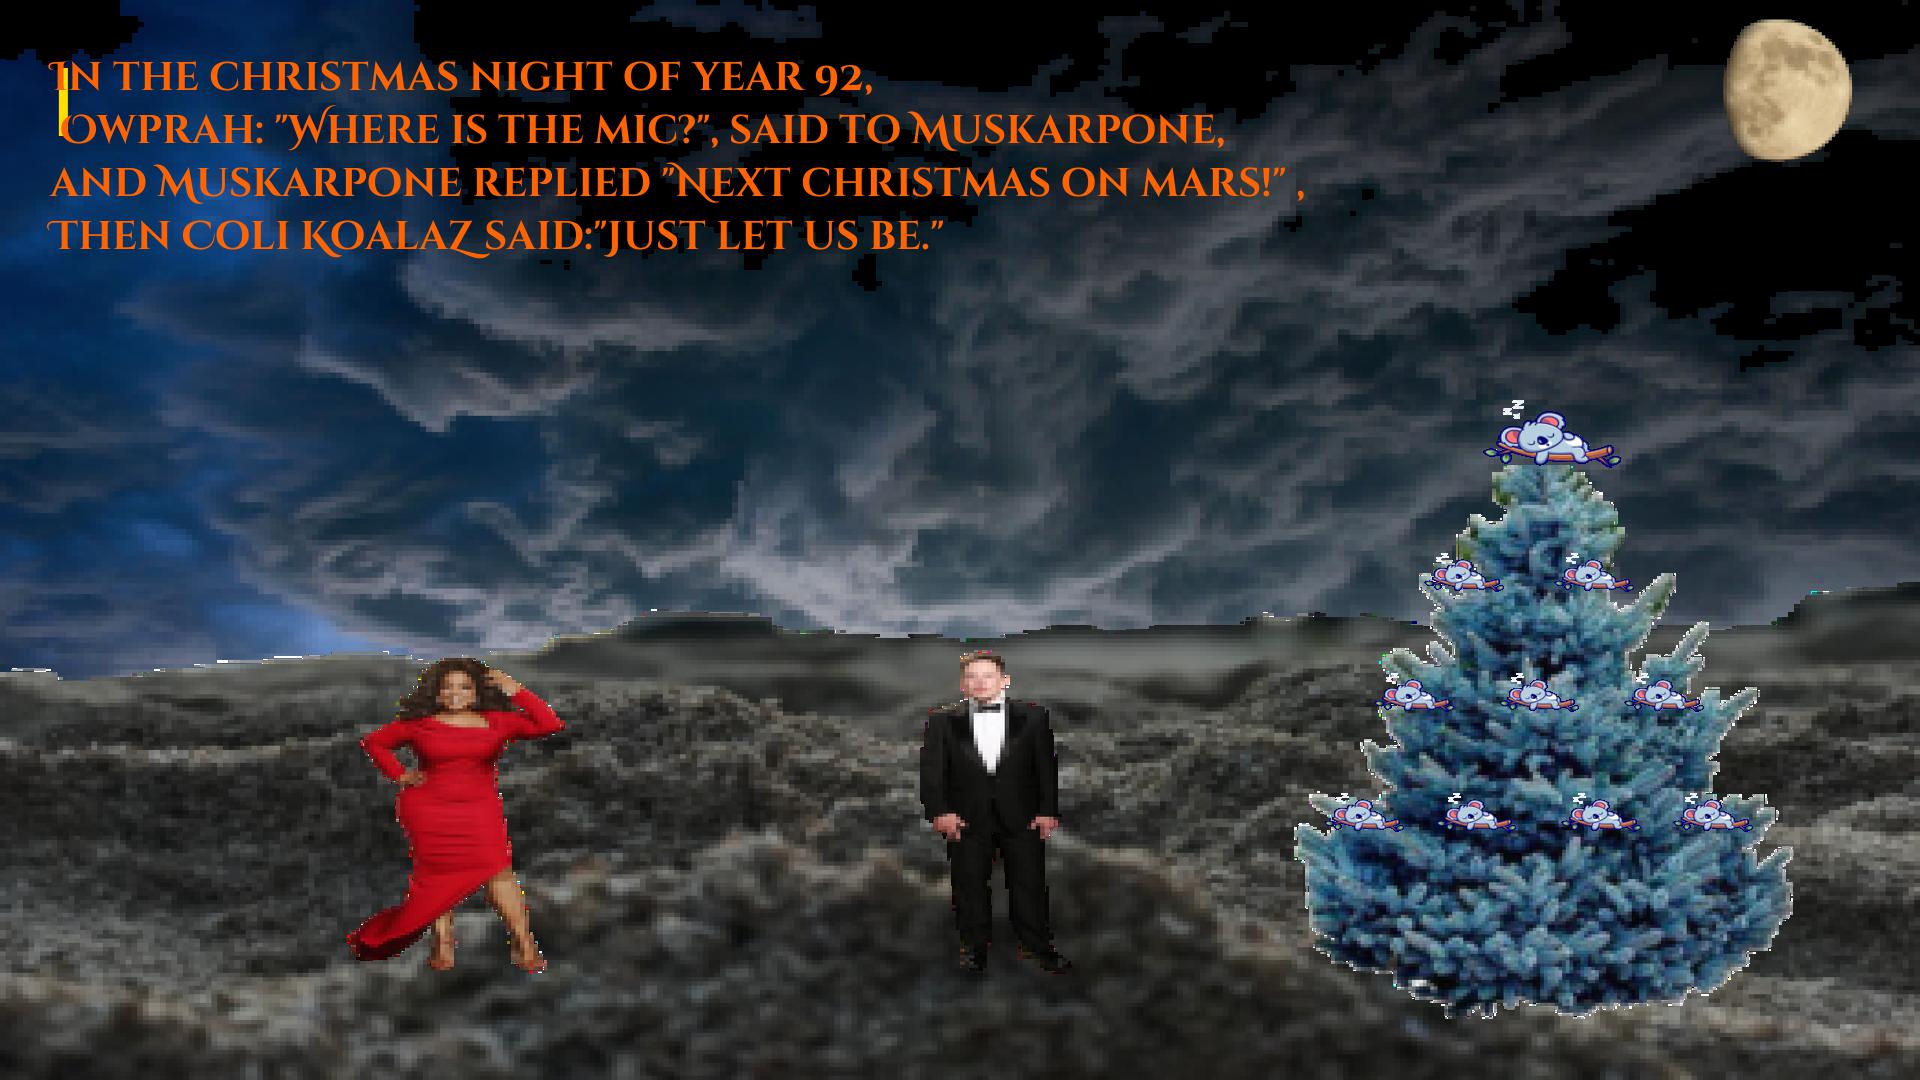 In the Christmas night of year 92,
Owprah: "Where is the mic?", said to Muskarpone,
and Muskarpone replied "Next Christmas on Mars!" ,
Then Coli KoalaZ said:"Just let us be."
z z
z z
z z
z z
z z
z z
z z
z z
z z
z z